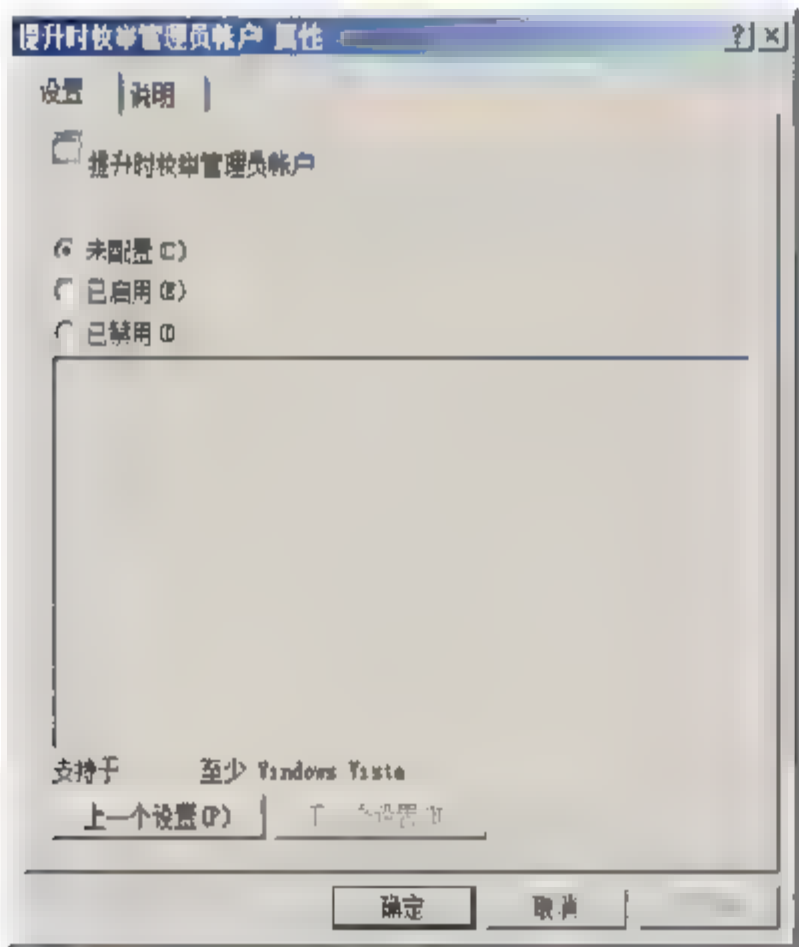 提升时枚举管理员帐户 属性
设置 说明
提升时枚举管理员帐户
未配置(C)
已启用(E)
已禁用(D
支持于 至少 Windows Vista
上一个设置(P)
确定 取消